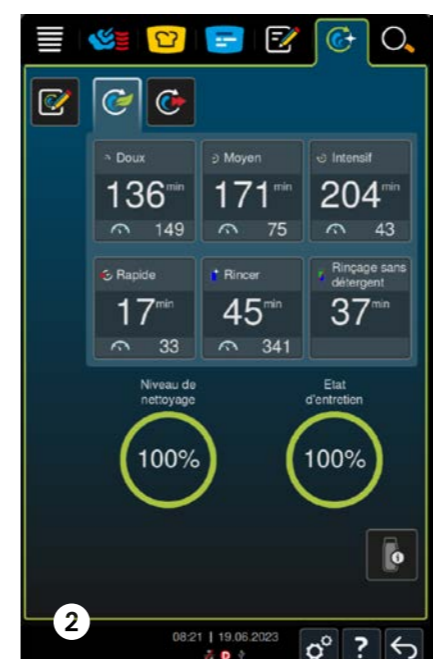 Doux
Moyen
Intensif
136 min
171 min
204 min
149
75
43
Rapide
Rincer
Rinçage sans
détergent
17 min
45 min
37 min
33
341
Niveau de
nettoyage
Etat
d'entretien
100%
100%
2
08:21 | 19.06.2023
?